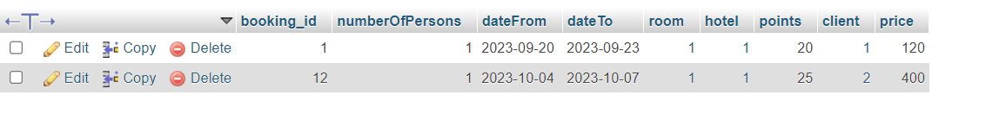 booking_id numberOfPersons dateFrom dateTo room hotel points client price
Edit Copy Delete 1 1 2023-09-20 2023-09-23 1 1 20 1 120
Edit Copy Delete 12 1 2023-10-04 2023-10-07 1 1 25 2 400